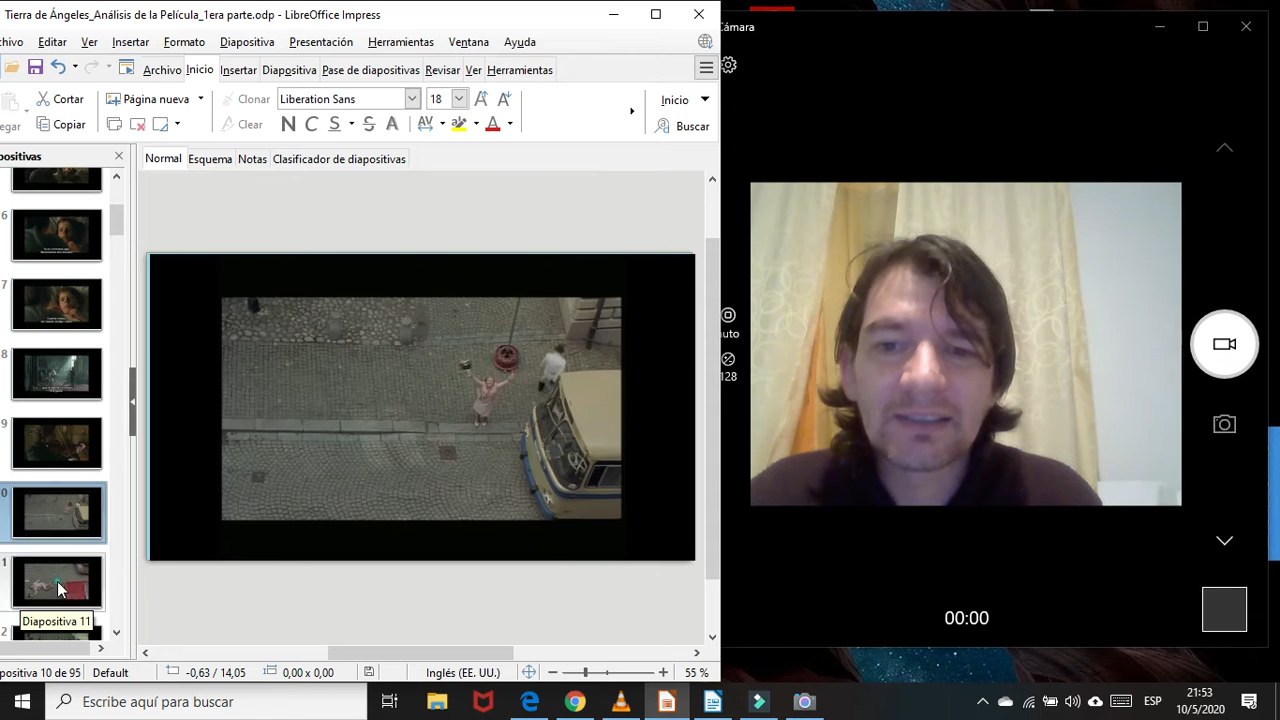 Tierra de Ángeles_Análisis de la Película_1era parte.odp - LibreOffice Impress
chivo Editar Ver Insertar Formato Diapositiva Presentación Herramientas Ventana Ayuda
Archivo Inicio Insertar Diapositiva Pase de diapositivas Revisar Ver Herramientas
Cortar Página nueva Clonar Liberation Sans 18 Inicio
egar Copiar Clear N C S S A AV A Buscar
positivas
Normal Esquema Notas Clasificador de diapositivas
6
7
8
9
0
1
Diapositiva 11
2
positiva 10 de 95 Default -0,63 / 14,05 0,00 x 0,00 Inglés (EE. UU.) 55 %
Cámara
auto
128
00:00
Escribe aquí para buscar
ESP
21:53
10/5/2020